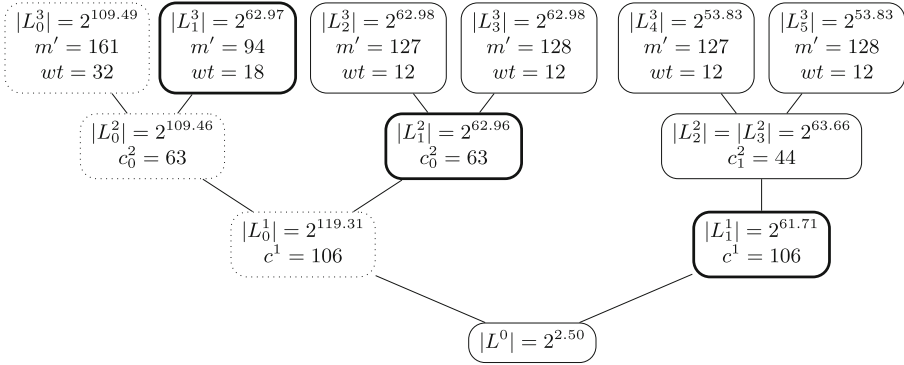 |L_0^3| = 2^{109.49}
m′ = 161
wt = 32
|L_1^3| = 2^{62.97}
m′ = 94
wt = 18
|L_2^3| = 2^{62.98}
m′ = 127
wt = 12
|L_3^3| = 2^{62.98}
m′ = 128
wt = 12
|L_4^3| = 2^{53.83}
m′ = 127
wt = 12
|L_5^3| = 2^{53.83}
m′ = 128
wt = 12
|L_0^2| = 2^{109.46}
c_0^2 = 63
|L_1^2| = 2^{62.96}
c_0^2 = 63
|L_2^2| = |L_3^2| = 2^{63.66}
c_1^2 = 44
|L_0^1| = 2^{119.31}
c^1 = 106
|L_1^1| = 2^{61.71}
c^1 = 106
|L^0| = 2^{2.50}